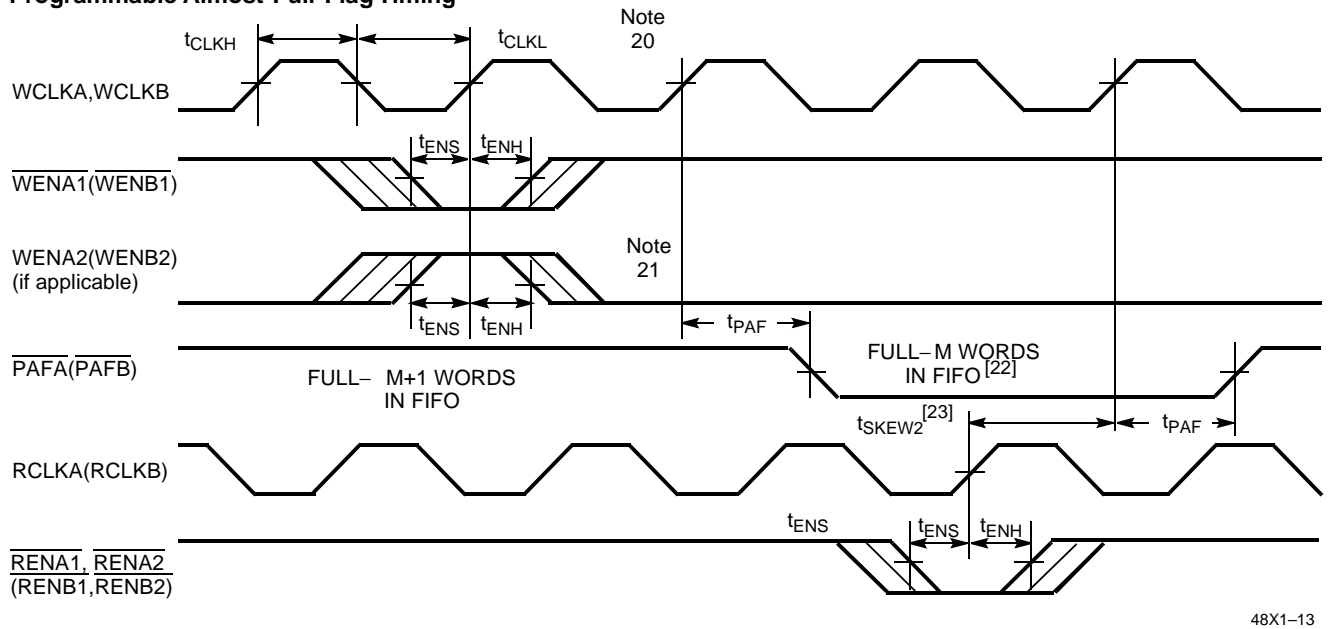 Programmable Almost-Full Flag Timing
tCLKH
tCLKL
Note
20
WCLKA,WCLKB
tENS
tENH
WENA1(WENB1)
WENA2(WENB2)
(if applicable)
Note
21
tENS
tENH
tPAF
PAFA(PAFB)
FULL– M+1 WORDS
IN FIFO
FULL–M WORDS
IN FIFO[22]
tSKEW2[23]
tPAF
RCLKA(RCLKB)
tENS
tENS
tENH
RENA1, RENA2
(RENB1,RENB2)
48X1–13